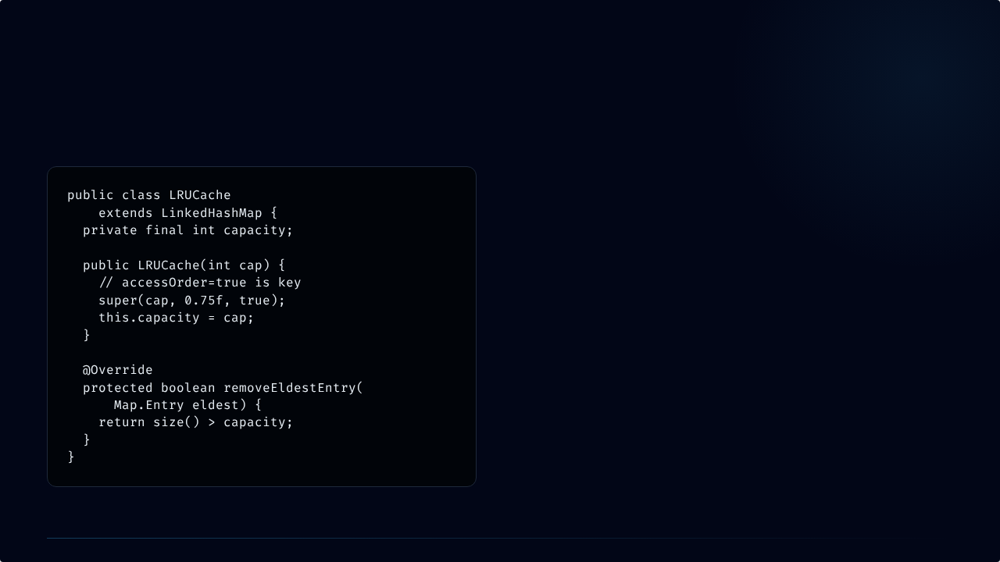 public class LRUCache
    extends LinkedHashMap {
  private final int capacity;

  public LRUCache(int cap) {
    // accessOrder=true is key
    super(cap, 0.75f, true);
    this.capacity = cap;
  }

  @Override
  protected boolean removeEldestEntry(
      Map.Entry eldest) {
    return size() > capacity;
  }
}